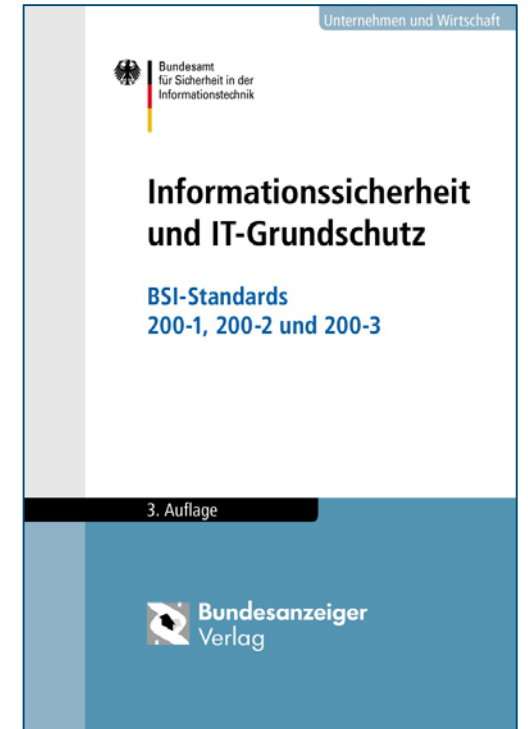 Unternehmen und Wirtschaft
Bundesamt
für Sicherheit in der
Informationstechnik
Informationssicherheit
und IT-Grundschutz
BSI-Standards
200-1, 200-2 und 200-3
3. Auflage
Bundesanzeiger
Verlag